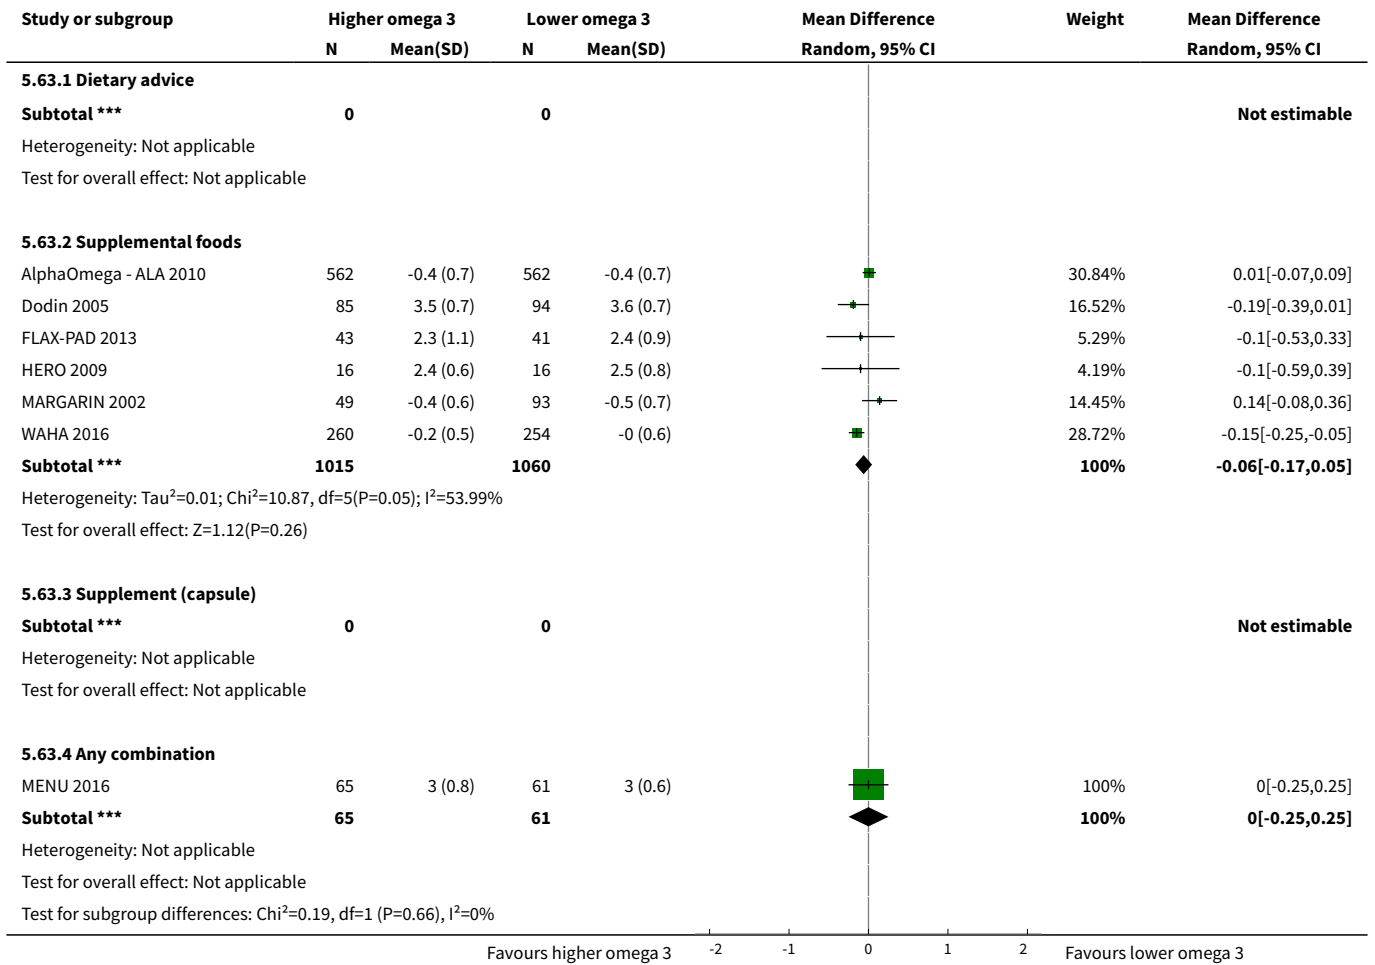 Study or subgroup Higher omega 3 Lower omega 3 Mean Difference Weight Mean Difference
N Mean(SD) N Mean(SD) Random, 95% CI Random, 95% CI
5.63.1 Dietary advice
Subtotal *** 0 0 Not estimable
Heterogeneity: Not applicable
Test for overall effect: Not applicable
5.63.2 Supplemental foods
AlphaOmega - ALA 2010 562 -0.4 (0.7) 562 -0.4 (0.7) 30.84% 0.01[-0.07,0.09]
Dodin 2005 85 3.5 (0.7) 94 3.6 (0.7) 16.52% -0.19[-0.39,0.01]
FLAX-PAD 2013 43 2.3 (1.1) 41 2.4 (0.9) 5.29% -0.1[-0.53,0.33]
HERO 2009 16 2.4 (0.6) 16 2.5 (0.8) 4.19% -0.1[-0.59,0.39]
MARGARIN 2002 49 -0.4 (0.6) 93 -0.5 (0.7) 14.45% 0.14[-0.08,0.36]
WAHA 2016 260 -0.2 (0.5) 254 -0 (0.6) 28.72% -0.15[-0.25,-0.05]
Subtotal *** 1015 1060 100% -0.06[-0.17,0.05]
Heterogeneity: Tau²=0.01; Chi²=10.87, df=5(P=0.05); I²=53.99%
Test for overall effect: Z=1.12(P=0.26)
5.63.3 Supplement (capsule)
Subtotal *** 0 0 Not estimable
Heterogeneity: Not applicable
Test for overall effect: Not applicable
5.63.4 Any combination
MENU 2016 65 3 (0.8) 61 3 (0.6) 100% 0[-0.25,0.25]
Subtotal *** 65 61 100% 0[-0.25,0.25]
Heterogeneity: Not applicable
Test for overall effect: Not applicable
Test for subgroup differences: Chi²=0.19, df=1 (P=0.66), I²=0%
Favours higher omega 3 -2 -1 0 1 2 Favours lower omega 3